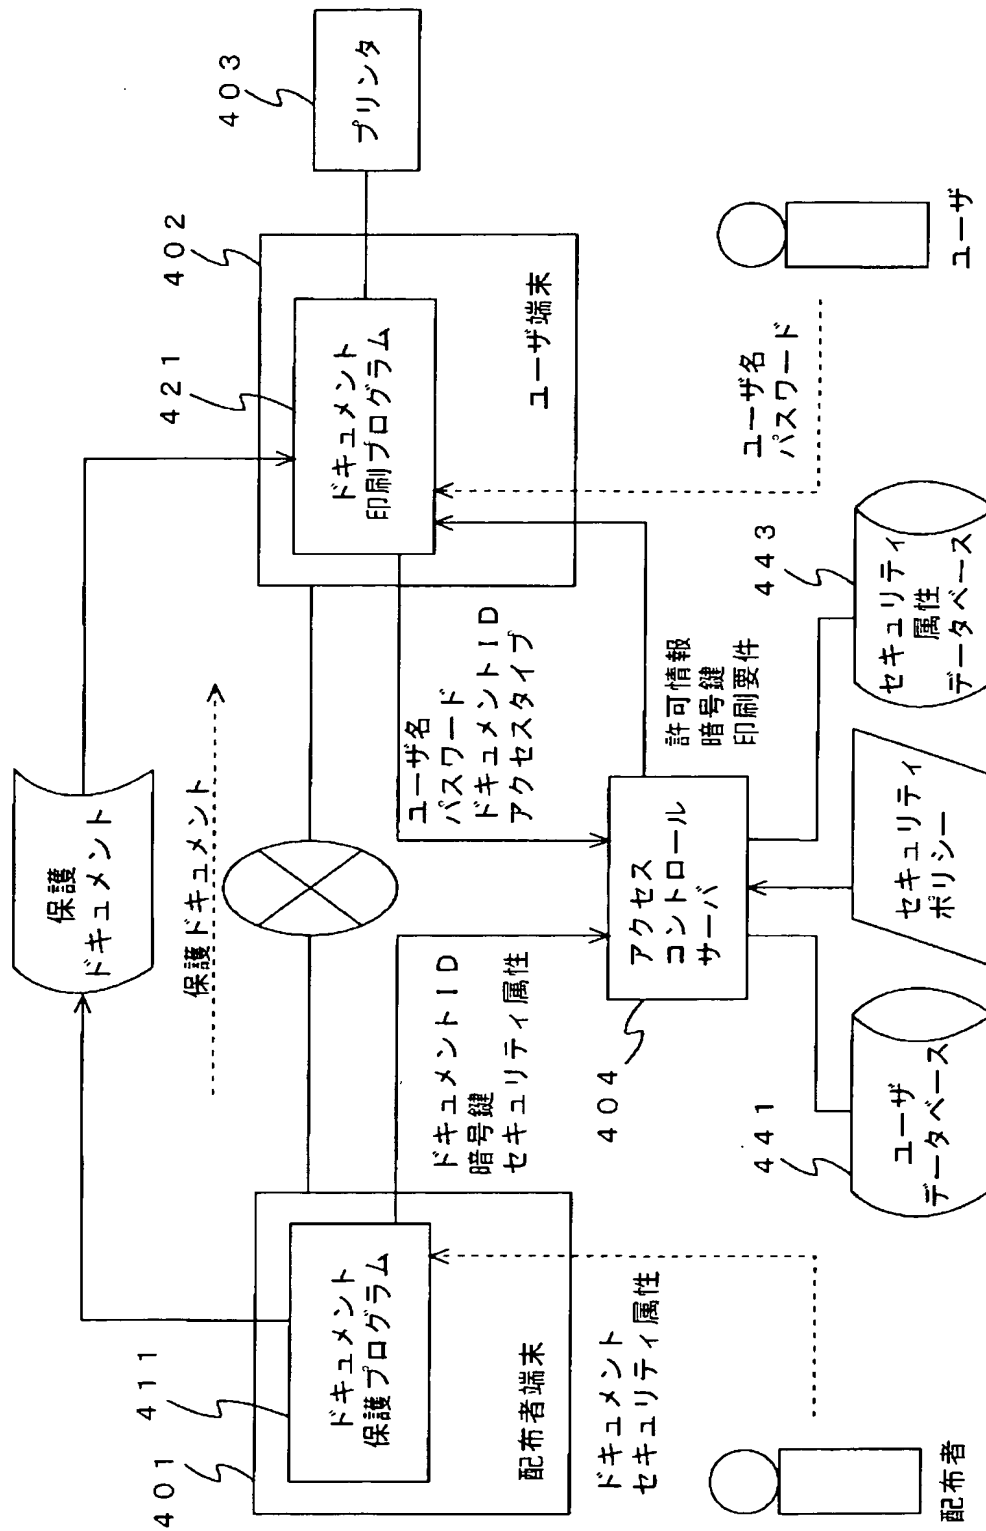 保護
ドキュメント
保護ドキュメント
401
411
ドキュメント
保護プログラム
配布者端末
402
421
ドキュメント
印刷プログラム
ユーザ端末
403
プリンタ
ドキュメントID
暗号鍵
セキュリティ属性
ユーザ名
パスワード
ドキュメントID
アクセスタイプ
ドキュメント
セキュリティ属性
404
アクセス
コントロール
サーバ
許可情報
暗号鍵
印刷要件
ユーザ名
パスワード
配布者
441
ユーザ
データベース
セキュリティ
ポリシー
443
セキュリティ
属性
データベース
ユーザ